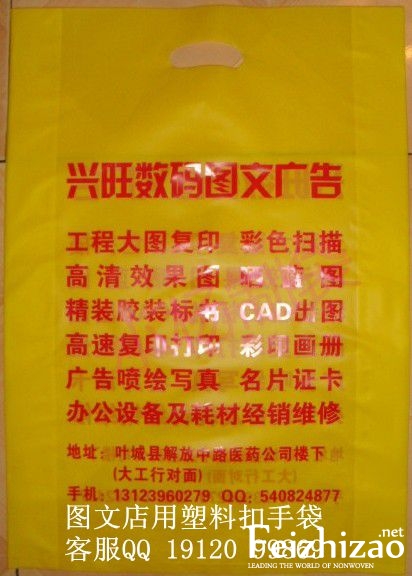 兴旺数码图文广告
工程大图复印 彩色扫描
高清效果图 晒蓝图
精装胶装标书 CAD出图
高速复印打印 彩印画册
广告喷绘写真 名片证卡
办公设备及耗材经销维修
地址:叶城县解放中路医药公司楼下
(大工行对面)
手机:13123960279 QQ:540824877
图文店用塑料扣手袋
客服QQ 19120
Feizhizao.net
LEADING THE WORLD OF NONWOVEN